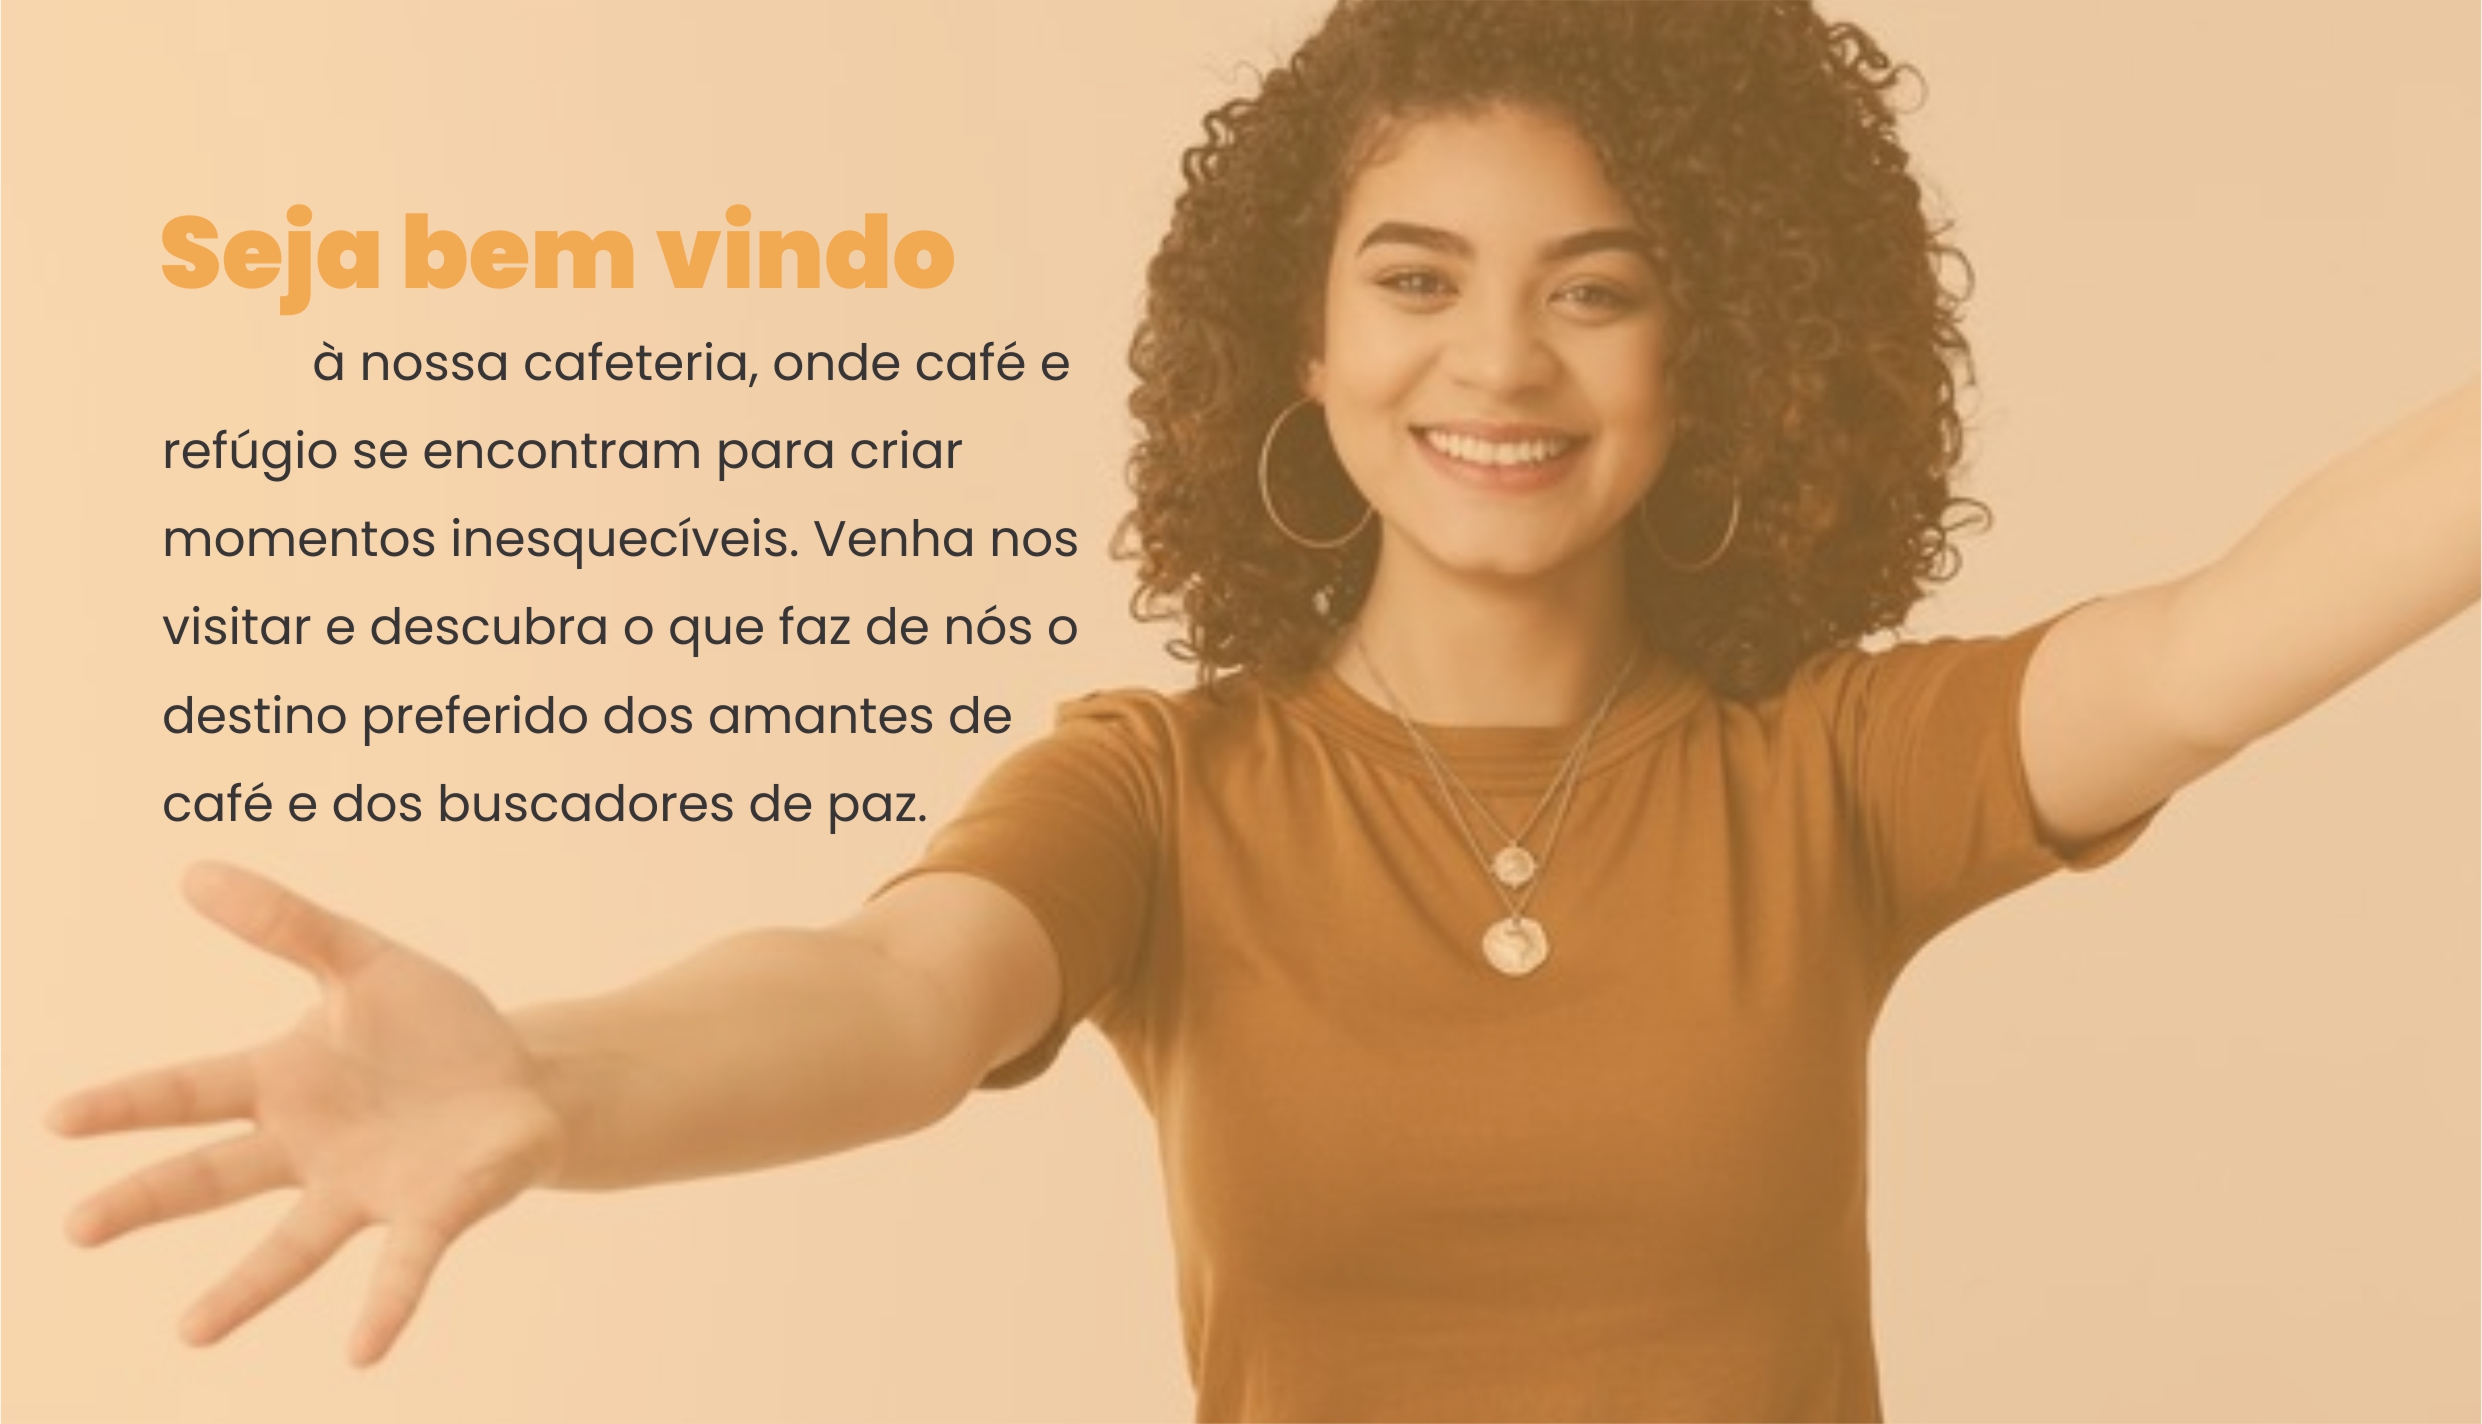 Seja bem vindo
à nossa cafeteria, onde café e
refúgio se encontram para criar
momentos inesquecíveis. Venha nos
visitar e descubra o que faz de nós o
destino preferido dos amantes de
café e dos buscadores de paz.